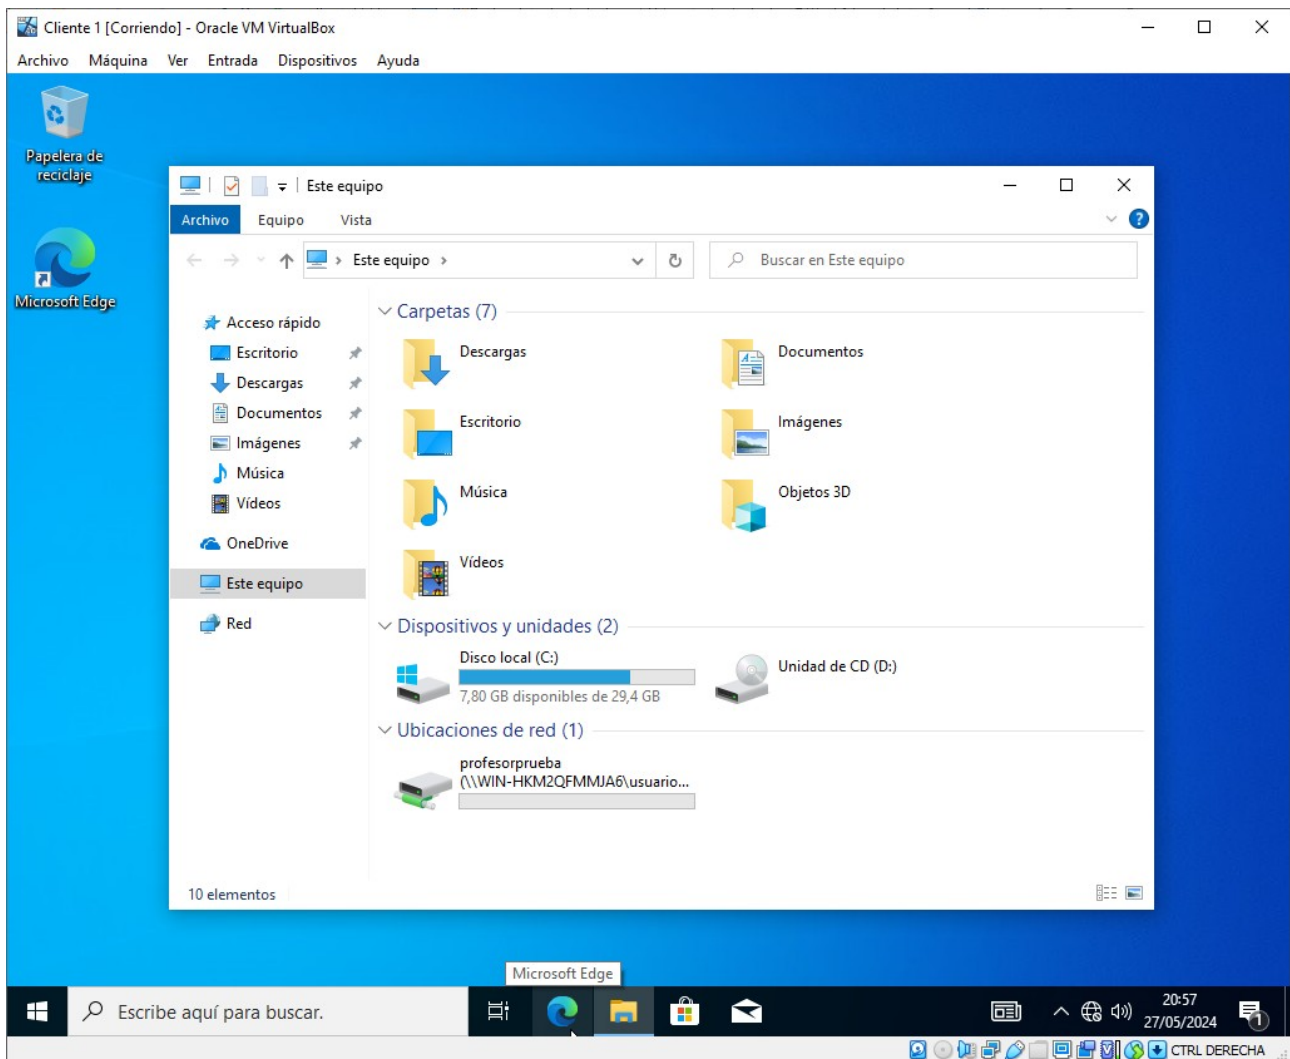 Cliente 1 [Corriendo] - Oracle VM VirtualBox
Archivo Máquina Ver Entrada Dispositivos Ayuda
Papelera de
reciclaje
Microsoft Edge
Este equipo
Archivo Equipo Vista
Este equipo
Buscar en Este equipo
Acceso rápido
Escritorio
Descargas
Documentos
Imágenes
Música
Vídeos
OneDrive
Este equipo
Red
Carpetas (7)
Descargas
Documentos
Escritorio
Imágenes
Música
Objetos 3D
Vídeos
Dispositivos y unidades (2)
Disco local (C:)
7,80 GB disponibles de 29,4 GB
Unidad de CD (D:)
Ubicaciones de red (1)
profesorprueba
(\\WIN-HKM2QFMMJA6\usuario...
10 elementos
Microsoft Edge
Escribe aquí para buscar.
20:57
27/05/2024
1
CTRL DERECHA